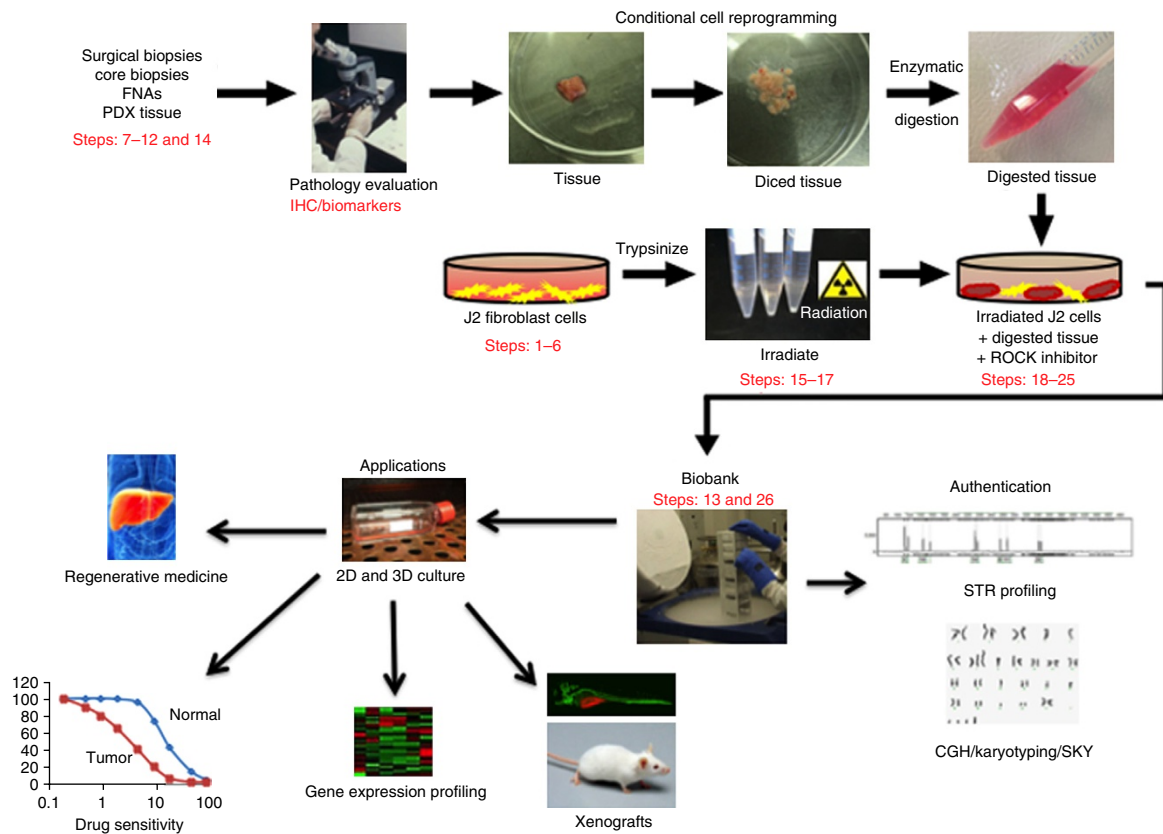 Conditional cell reprogramming
Surgical biopsies
core biopsies
FNAs
PDX tissue
Steps: 7–12 and 14
Pathology evaluation
IHC/biomarkers
Tissue
Diced tissue
Enzymatic
digestion
Digested tissue
J2 fibroblast cells
Steps: 1–6
Trypsinize
Radiation
Irradiate
Steps: 15–17
Irradiated J2 cells
+ digested tissue
+ ROCK inhibitor
Steps: 18–25
Biobank
Steps: 13 and 26
Authentication
STR profiling
CGH/karyotyping/SKY
Applications
2D and 3D culture
Regenerative medicine
120
100
80
60
40
20
0
Normal
Tumor
0.1 1 10 100
Drug sensitivity
Gene expression profiling
Xenografts